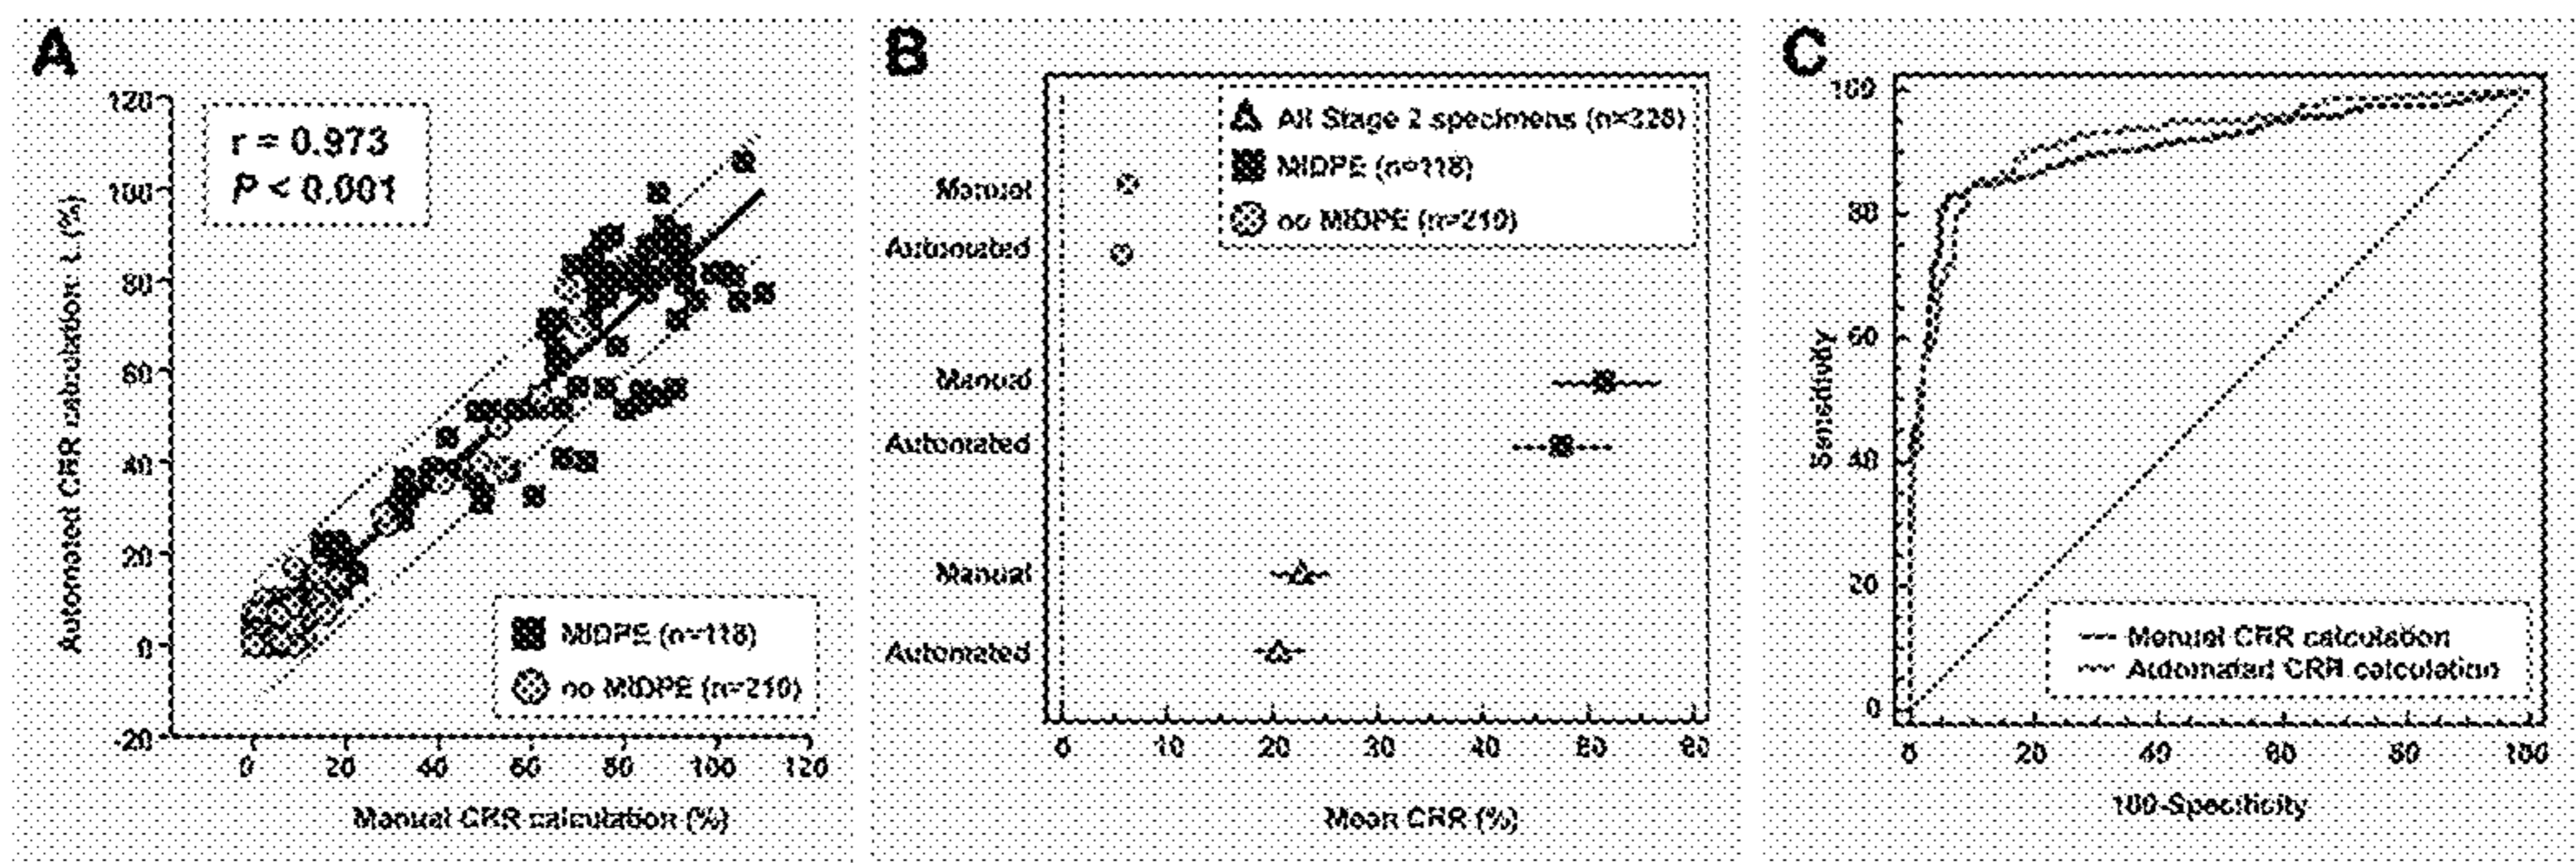 A
120
100
80
60
40
20
0
-20
r = 0.973
P < 0.001
MIDPE (n=118)
no MIDPE (n=210)
0 20 40 60 80 100 120
Manual CRR calculation (%)
B
All Stage 2 specimens (n=328)
MIDPE (n=118)
no MIDPE (n=210)
Manual
Automated
Manual
Automated
Manual
Automated
0 10 20 30 40 50 60
Mean CRR (%)
C
Sensitivity
100
80
60
40
20
0
Manual CRR calculation
Automated CRR calculation
0 20 40 60 80 100
100-Specificity